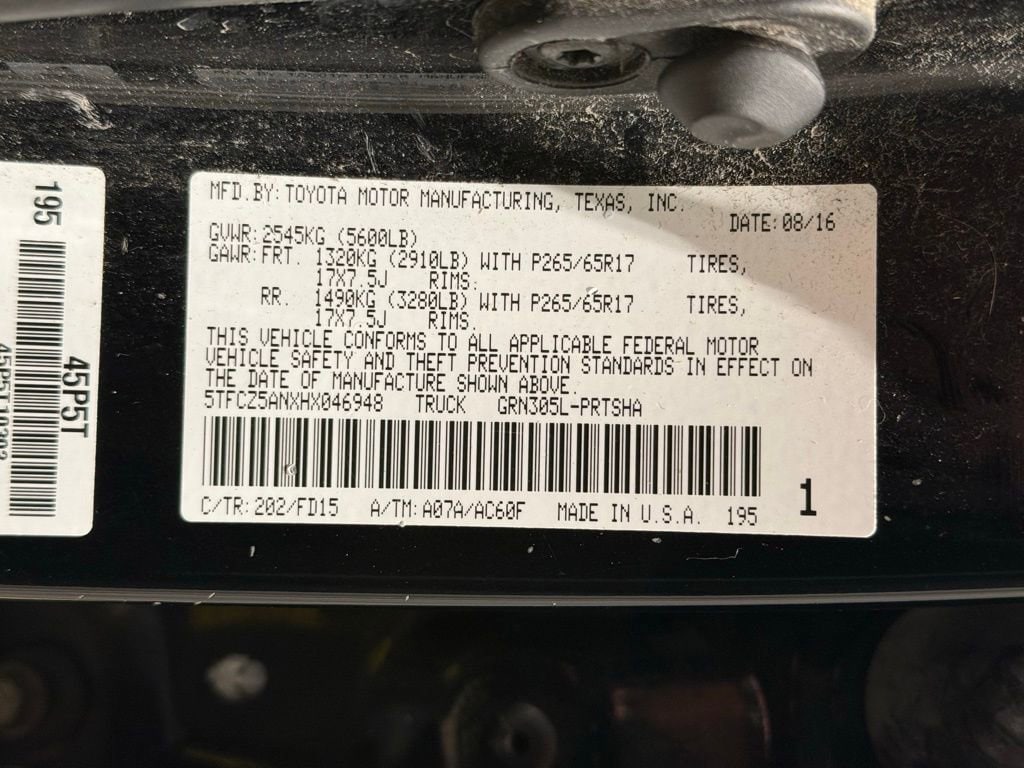 MFD.BY: TOYOTA MOTOR MANUFACTURING, TEXAS, INC.
DATE: 08/16
GVWR: 2545KG (5600LB)
GAWR: FRT. 1320KG (2910LB) WITH P265/65R17 TIRES,
17X7.5J RIMS.
RR. 1490KG (3280LB) WITH P265/65R17 TIRES,
17X7.5J RIMS.
THIS VEHICLE CONFORMS TO ALL APPLICABLE FEDERAL MOTOR
VEHICLE SAFETY AND THEFT PREVENTION STANDARDS IN EFFECT ON
THE DATE OF MANUFACTURE SHOWN ABOVE.
5TFCZ5ANXHX046948 TRUCK GRN305L-PRTSHA
C/TR: 202/FD15 A/TM: A07A/AC60F MADE IN U.S.A. 195
1
195
45P5T